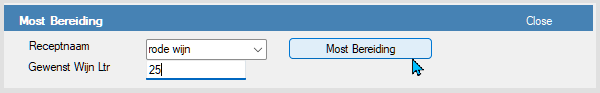 Most Bereiding Close
Receptnaam rode wijn Most Bereiding
Gewenst Wijn Ltr 25